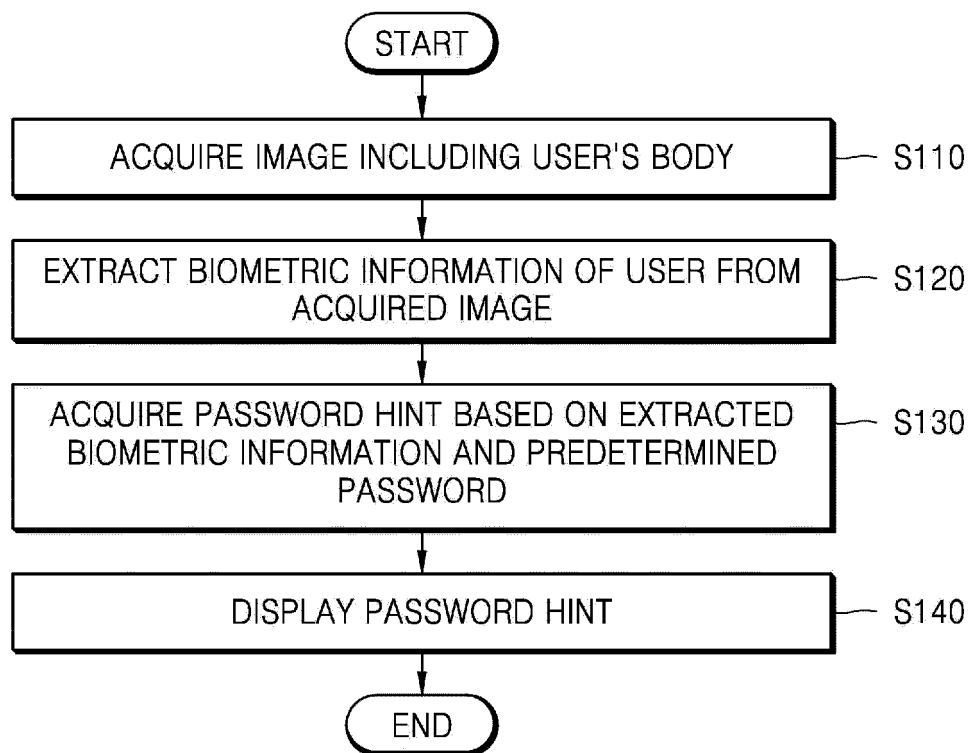 START
ACQUIRE IMAGE INCLUDING USER'S BODY
S110
EXTRACT BIOMETRIC INFORMATION OF USER FROM
ACQUIRED IMAGE
S120
ACQUIRE PASSWORD HINT BASED ON EXTRACTED
BIOMETRIC INFORMATION AND PREDETERMINED
PASSWORD
S130
DISPLAY PASSWORD HINT
S140
END